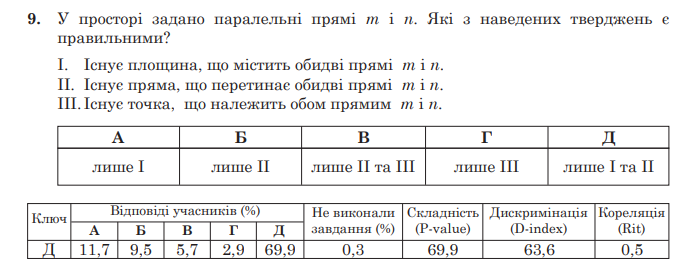 9. У просторі задано паралельні прямі m і n. Які з наведених тверджень є
правильними?
I. Існує площина, що містить обидві прямі m і n.
II. Існує пряма, що перетинає обидві прямі m і n.
III. Існує точка, що належить обом прямим m і n.
А Б В Г Д
лише I лише II лише II та III лише III лише I та II
Ключ Відповіді учасників (%) Не виконали завдання (%) Складність (P-value) Дискримінація (D-index) Кореляція (Rit)
А Б В Г Д
Д 11,7 9,5 5,7 2,9 69,9 0,3 69,9 63,6 0,5